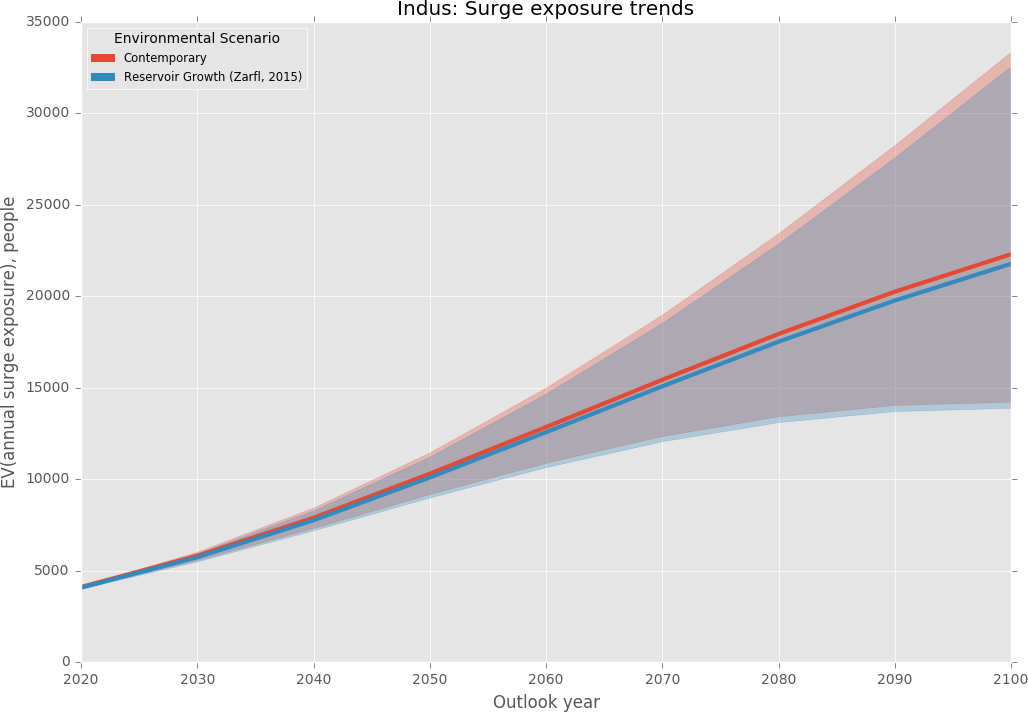 Indus: Surge exposure trends
Environmental Scenario
Contemporary
Reservoir Growth (Zarfl, 2015)
EV(annual surge exposure), people
35000
30000
25000
20000
15000
10000
5000
0
2020 2030 2040 2050 2060 2070 2080 2090 2100
Outlook year